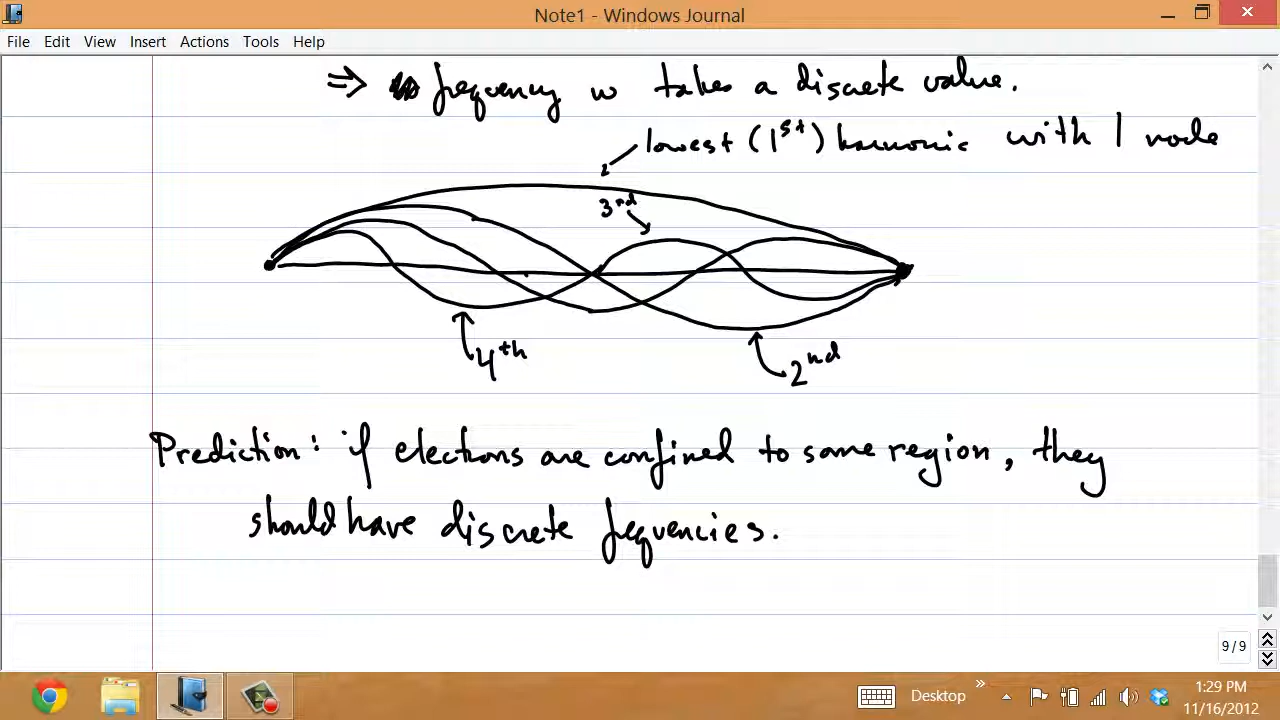 Note1 - Windows Journal
File Edit View Insert Actions Tools Help
⇒ frequency ω takes a discrete value.
lowest (1st) harmonic with 1 node
3rd
4th
2nd
Prediction: if electrons are confined to some region, they
should have discrete fequencies.
9/9
Desktop
1:29 PM
11/16/2012